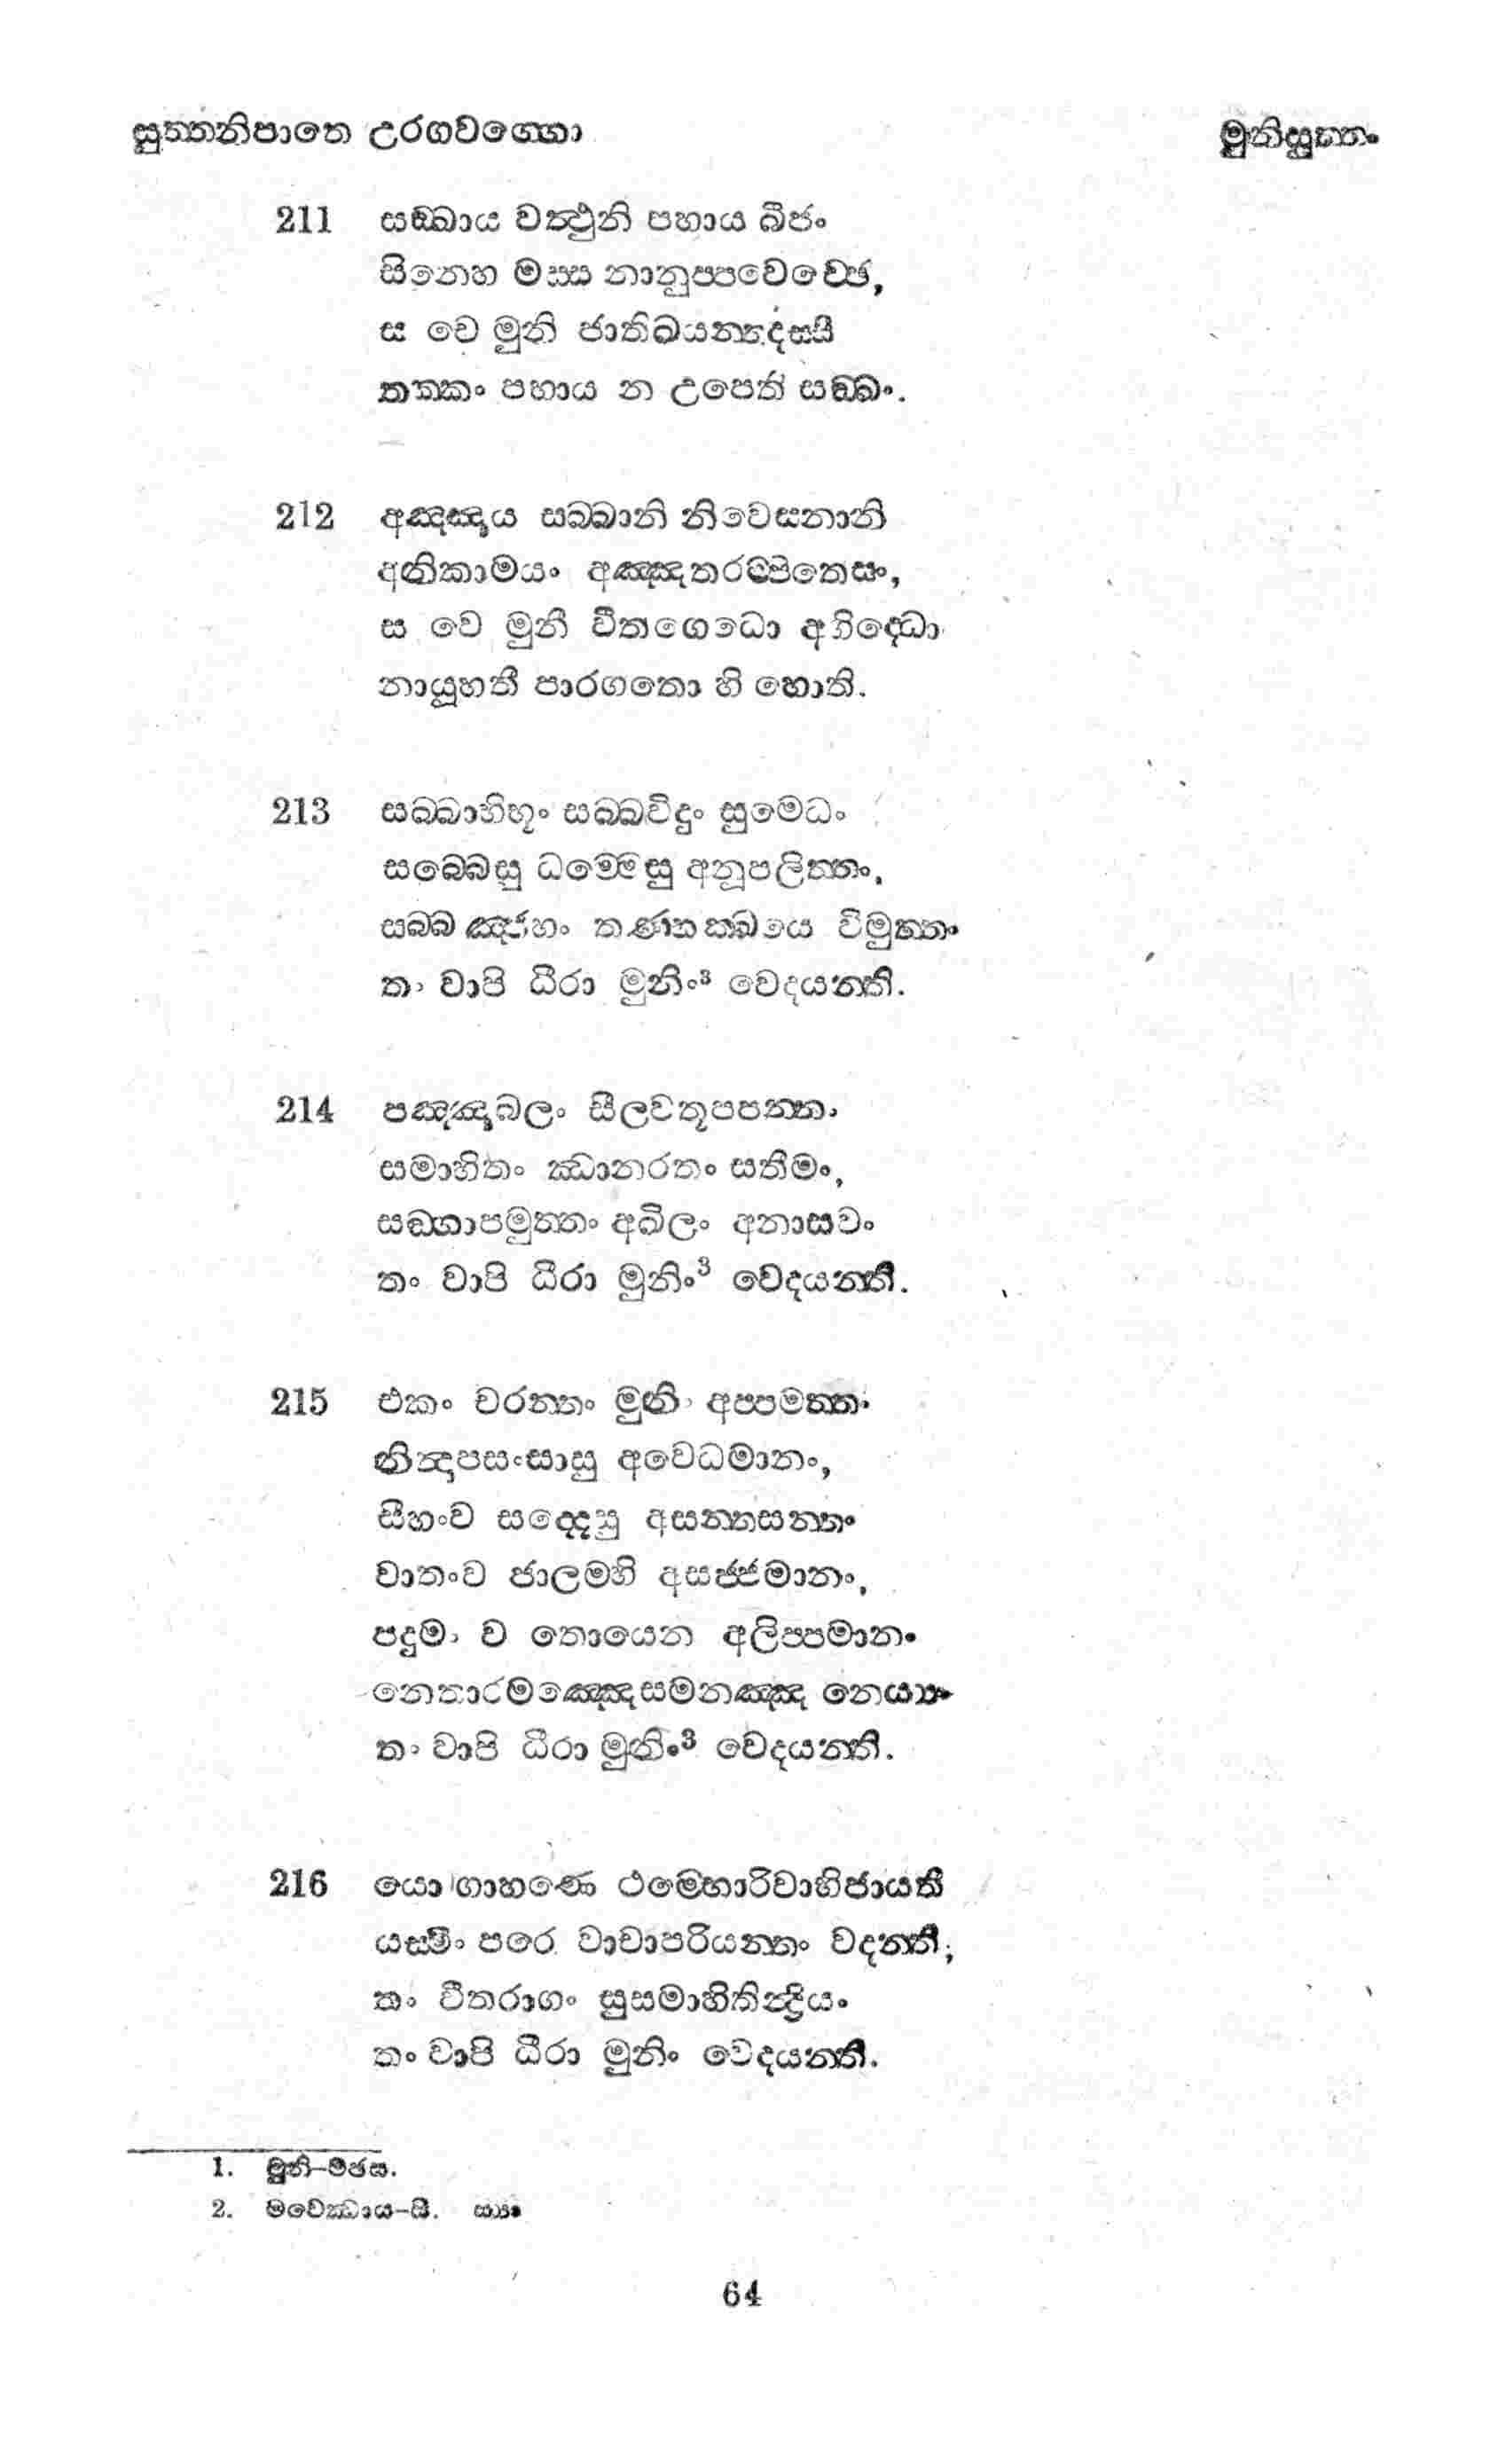 සුත්තනිපාතෙ උරගවග්ගො මුනිසුත්තං
211 සඞ්ඛාය වත්ථුනි පහාය බීජං
සිනෙහ මස්ස නානුප්පවෙච්ඡෙ,
ස වෙ මුනි ජාතිඛයන්තදස්සී
තක්කං පහාය න උපෙති සඞ්ඛං.
212 අඤ්ඤාය සබ්බානි නිවෙසනානි
අනිකාමයං අඤ්ඤතරම්පි තෙසං,
ස වෙ මුනී වීතගෙධො අගිද්ධො
නායූහතී පාරගතො හි හොති.
213 සබ්බාභිභුං සබ්බවිදුං සුමෙධං
සබ්බෙසු ධම්මෙසු අනූපලිත්තං,
සබ්බඤ්ජහං තණ්හක්ඛයෙ විමුත්තං
තං වාපි ධීරා මුනිං³ වෙදයන්ති.
214 පඤ්ඤාබලං සීලවතූපපන්නං
සමාහිතං ඣානරතං සතීමං,
සඞ්ගාපමුත්තං අඛිලං අනාසවං
තං වාපි ධීරා මුනිං³ වෙදයන්ති.
215 එකං චරන්තං මුනිං අප්පමත්තං
නින්දාපසංසාසු අවෙධමානං,
සීහංව සද්දෙසු අසන්තසන්තං
වාතංව ජාලම්හි අසජ්ජමානං,
පදුමං ව තොයෙන අලිප්පමානං
නෙතාරමඤ්ඤෙසමනඤ්ඤ නෙය්‍යං
තං වාපි ධීරා මුනිං³ වෙදයන්ති.
216 යො ගාහණෙ ථම්භොරිවාභිජායතී
යස්මිං පරෙ වාචාපරියන්තං වදන්ති,
තං වීතරාගං සුසමාහිතින්ද්‍රියං
තං වාපි ධීරා මුනිං වෙදයන්ති.
1. මුනි-මඡසං.
2. මවෙඣාය-සී. ස්‍යා
64